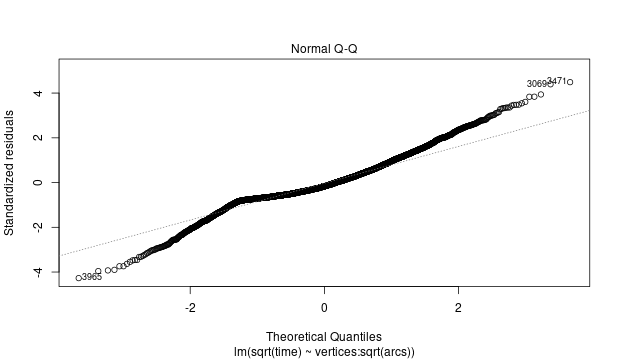 Normal Q-Q
Standardized residuals
4
2
0
-2
-4
3069
3471
3965
-2
0
2
Theoretical Quantiles
lm(sqrt(time) ~ vertices:sqrt(arcs))